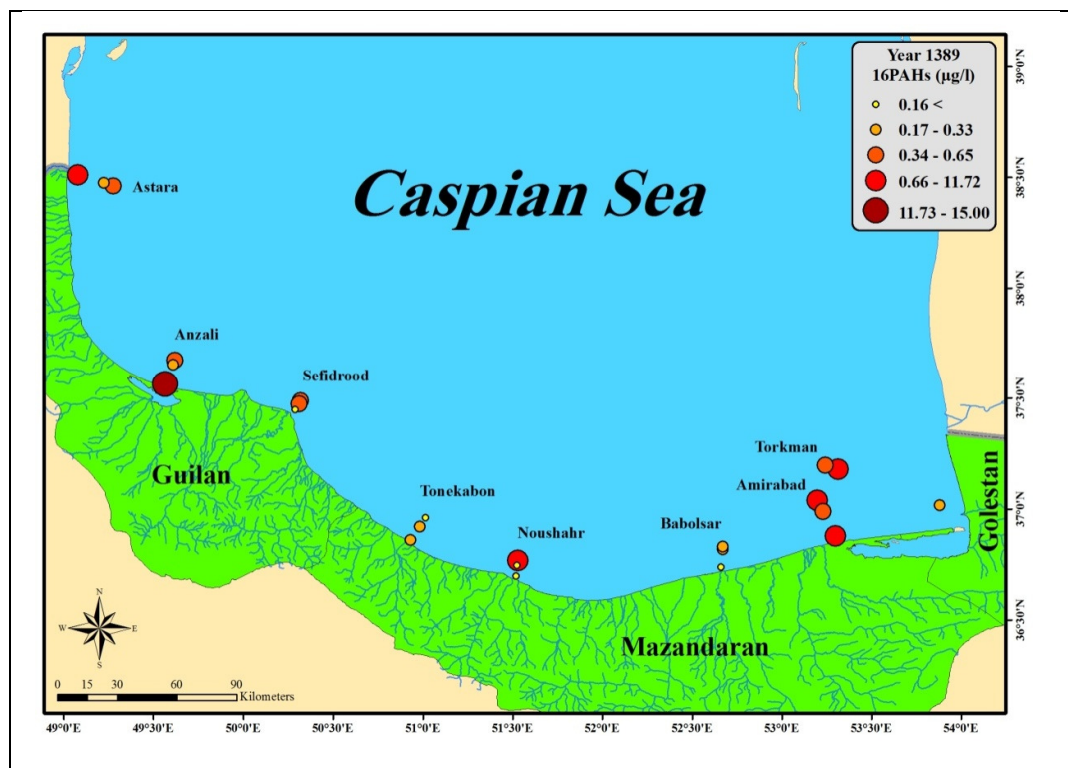 Year 1389
16PAHs (µg/l)
0.16 <
0.17 - 0.33
0.34 - 0.65
0.66 - 11.72
11.73 - 15.00
Caspian Sea
Astara
Anzali
Sefidrood
Guilan
Tonekabon
Noushahr
Babolsar
Torkman
Amirabad
Golestan
Mazandaran
N
W E
S
0 15 30 60 90
Kilometers
39°0'N
38°30'N
38°0'N
37°30'N
37°0'N
36°30'N
49°0'E 49°30'E 50°0'E 50°30'E 51°0'E 51°30'E 52°0'E 52°30'E 53°0'E 53°30'E 54°0'E